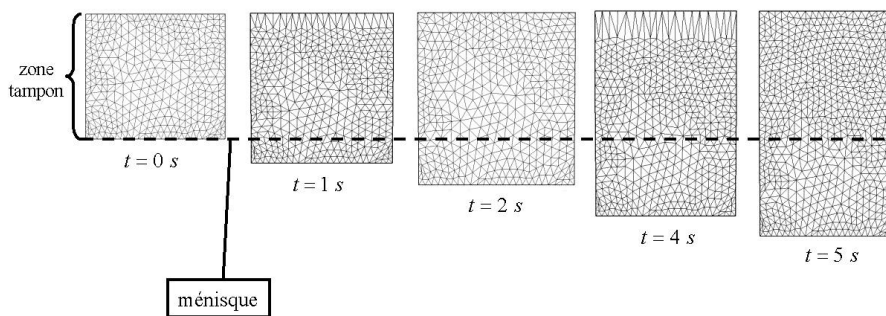 zone
tampon
t = 0 s
t = 1 s
t = 2 s
t = 4 s
t = 5 s
ménisque